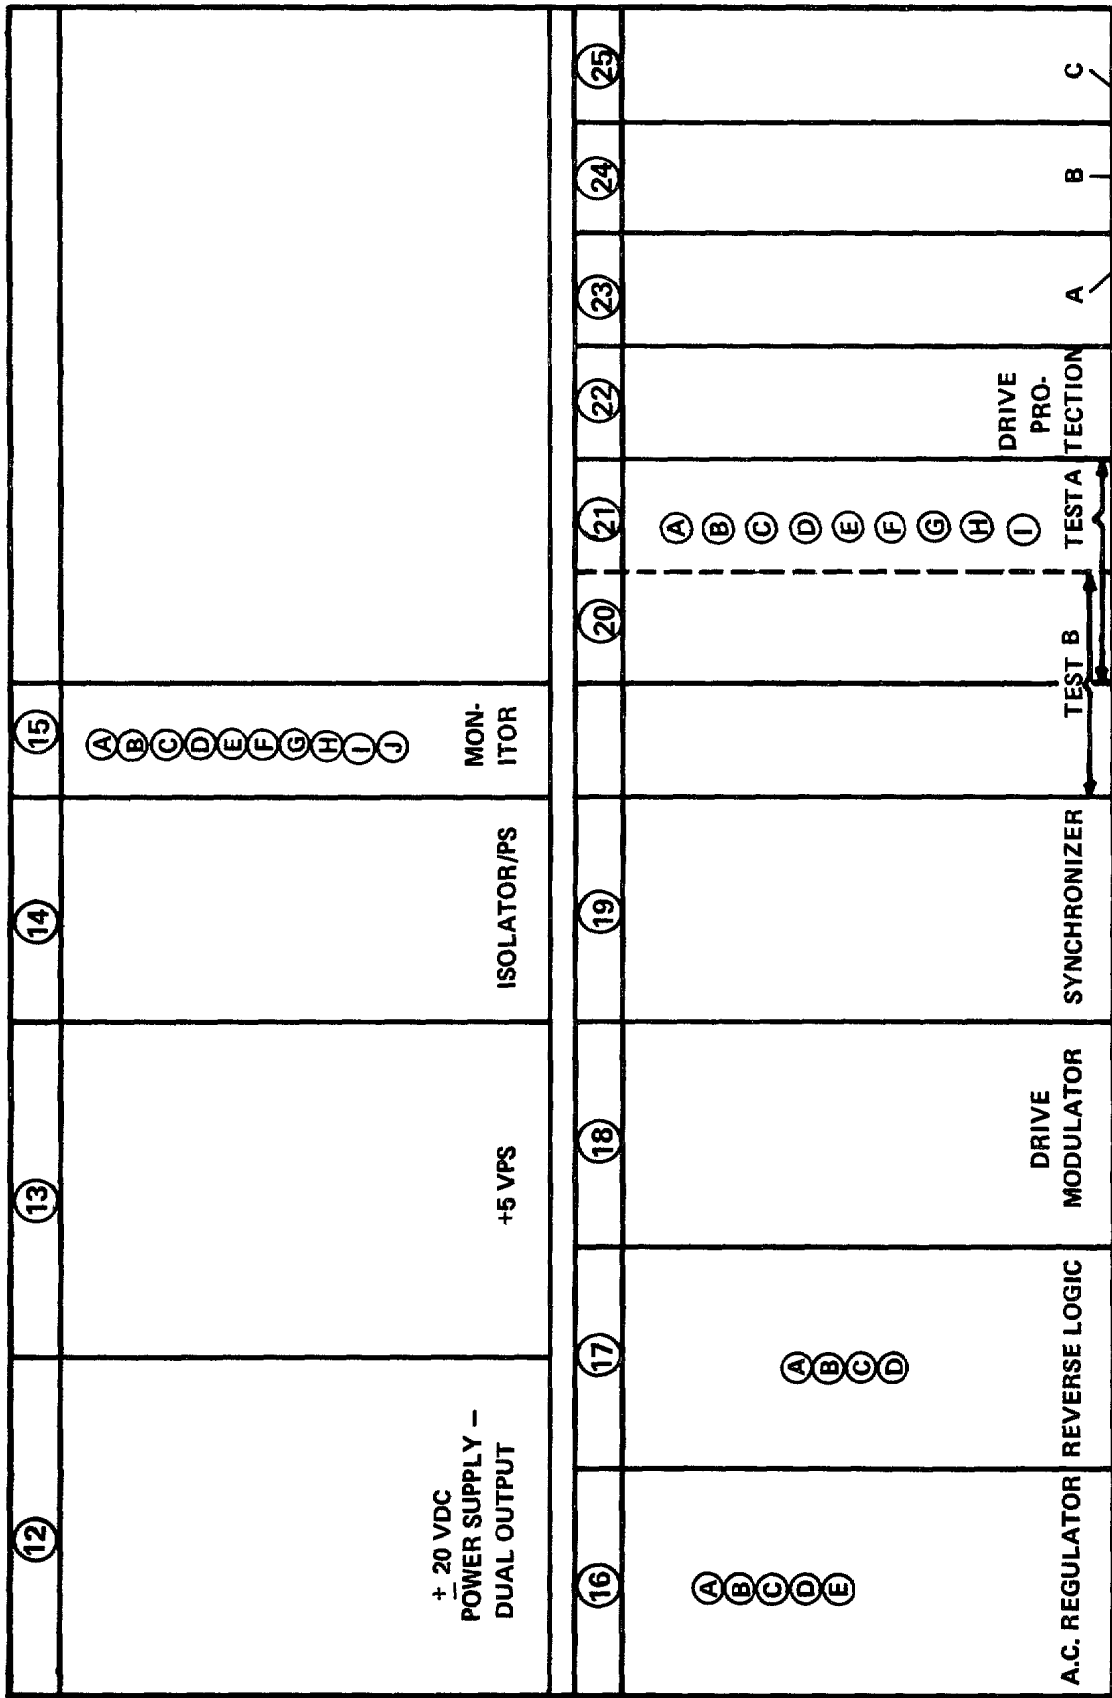 12
13
14
15
A
B
C
D
E
F
G
H
I
J
± 20 VDC
POWER SUPPLY –
DUAL OUTPUT
+5 VPS
ISOLATOR/PS
MON-
ITOR
16
17
18
19
20
21
22
23
24
25
A
B
C
D
E
A.C. REGULATOR
A
B
C
D
REVERSE LOGIC
DRIVE
MODULATOR
SYNCHRONIZER
TEST B
A
B
C
D
E
F
G
H
I
TEST A
DRIVE
PRO-
TECTION
A
B
C